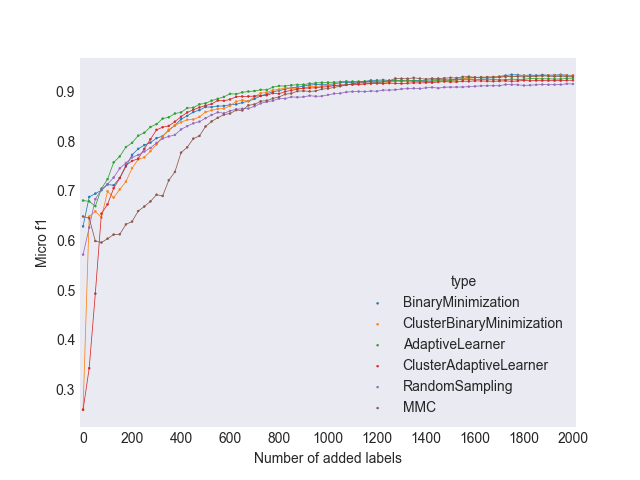 0.9
0.8
0.7
0.6
0.5
0.4
0.3
Micro f1
type
BinaryMinimization
ClusterBinaryMinimization
AdaptiveLearner
ClusterAdaptiveLearner
RandomSampling
MMC
0 200 400 600 800 1000 1200 1400 1600 1800 2000
Number of added labels